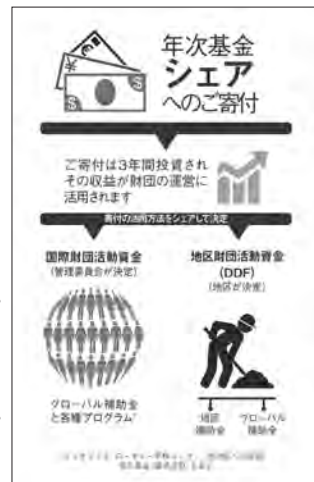 年次基金
シェア
へのご寄付
ご寄付は3年間投資され
その収益が財団の運営に
活用されます
寄付の活用方法をシェアして決定
国際財団活動資金
(管理委員会が決定)
グローバル補助金
と各種プログラム*
地区財団活動資金
(DDF)
(地区が決定)
地区
補助金
グローバル
補助金